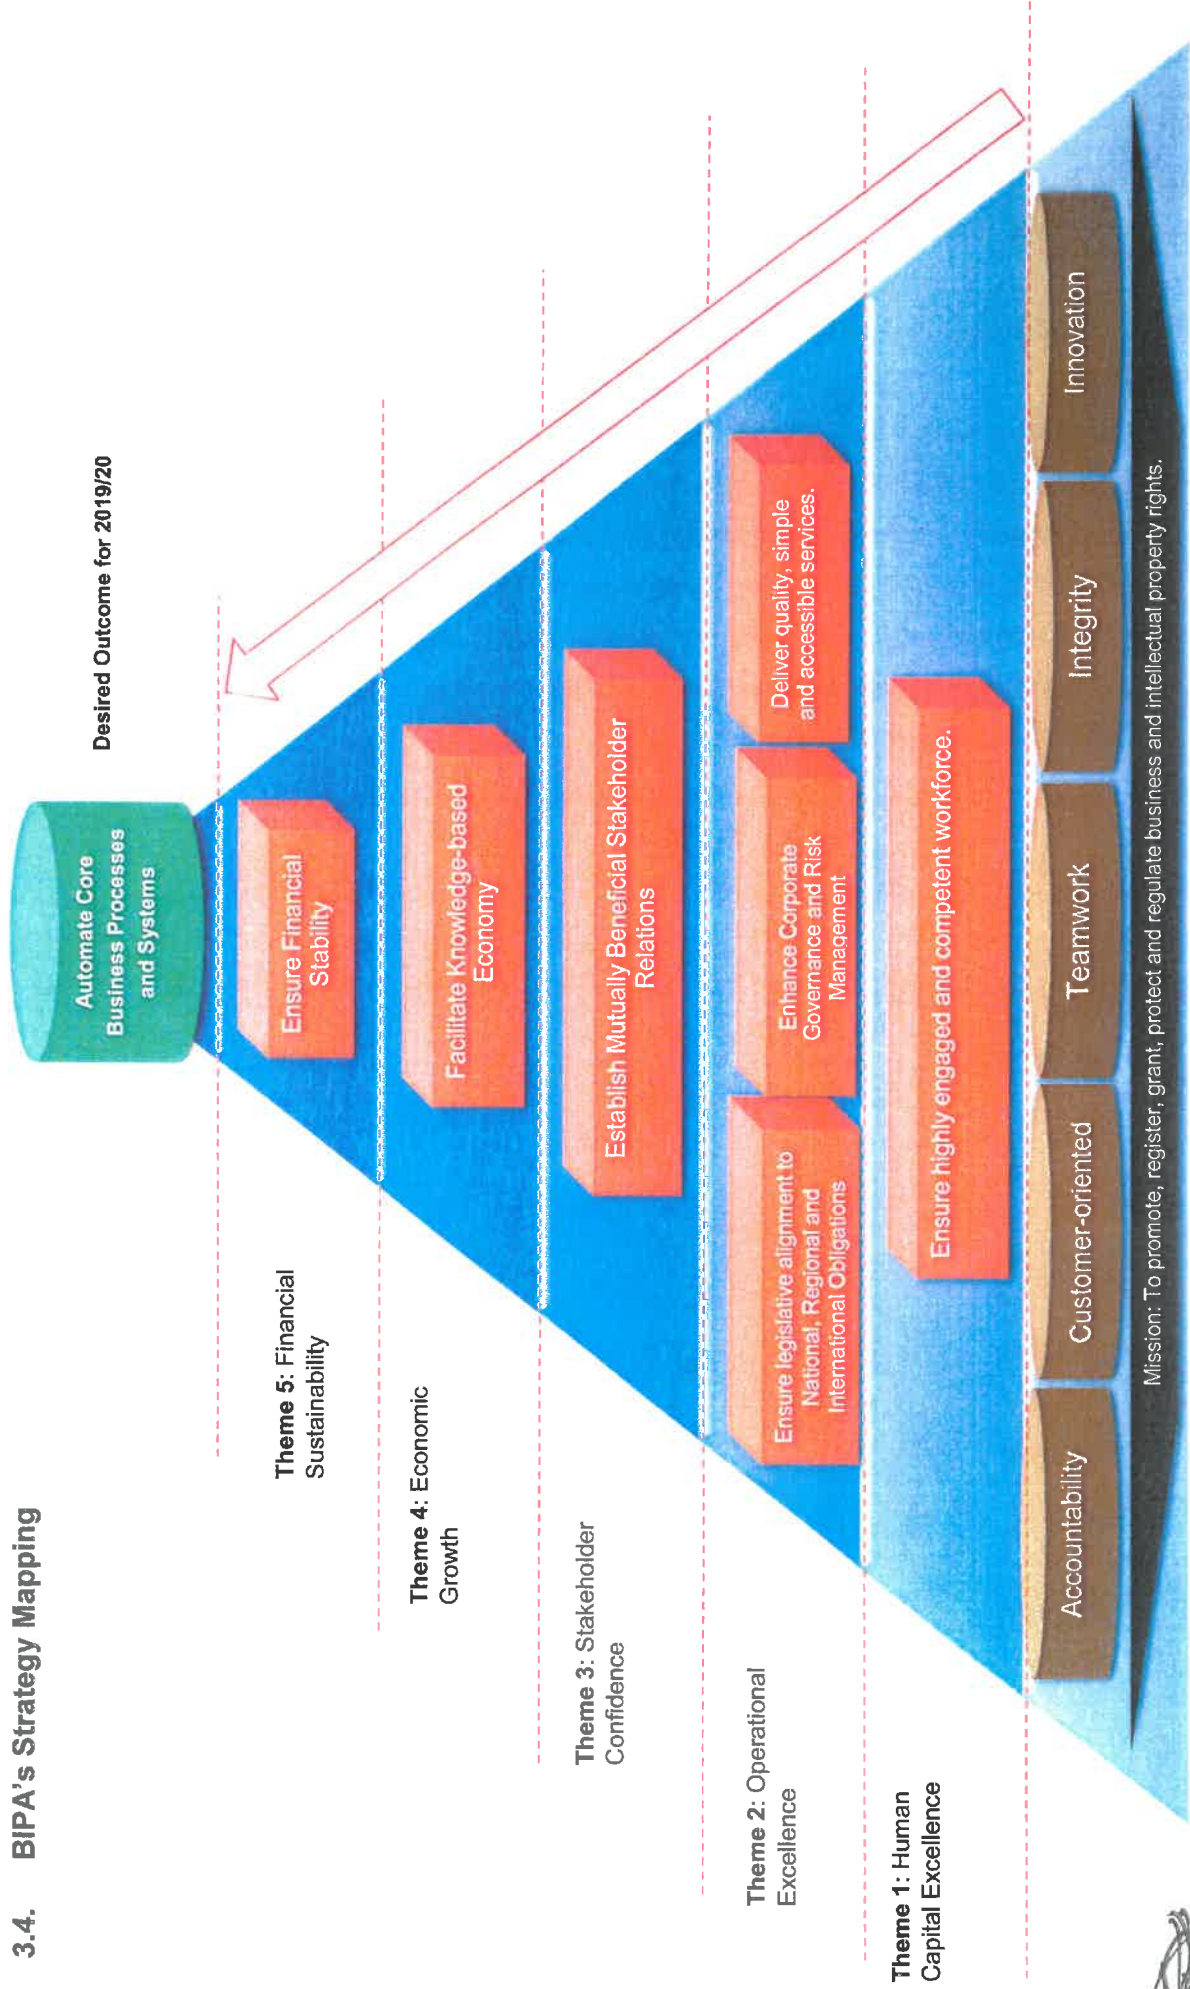 3.4. BIPA's Strategy Mapping
Desired Outcome for 2019/20
Automate Core
Business Processes
and Systems
Theme 5: Financial
Sustainability
Ensure Financial
Stability
Theme 4: Economic
Growth
Facilitate Knowledge-based
Economy
Theme 3: Stakeholder
Confidence
Establish Mutually Beneficial Stakeholder
Relations
Theme 2: Operational
Excellence
Ensure legislative alignment to
National, Regional and
International Obligations
Enhance Corporate
Governance and Risk
Management
Deliver quality, simple
and accessible services.
Theme 1: Human
Capital Excellence
Ensure highly engaged and competent workforce.
Accountability
Customer-oriented
Teamwork
Integrity
Innovation
Mission: To promote, register, grant, protect and regulate business and intellectual property rights.